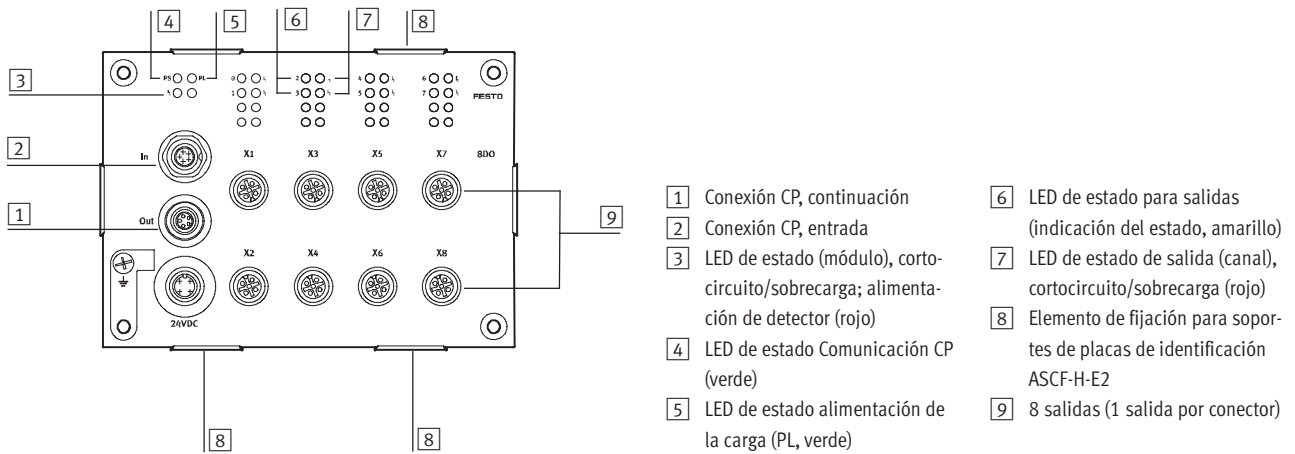 4 5 6 7 8
3
PS PL 0 2 4 6
1 3 5 7
FESTO
2
In X1 X3 X5 X7 8DO
1
Out
9
X2 X4 X6 X8
24VDC
8 8
1 Conexión CP, continuación
2 Conexión CP, entrada
3 LED de estado (módulo), corto-
circuito/sobrecarga; alimenta-
ción de detector (rojo)
4 LED de estado Comunicación CP
(verde)
5 LED de estado alimentación de
la carga (PL, verde)
6 LED de estado para salidas
(indicación del estado, amarillo)
7 LED de estado de salida (canal),
cortocircuito/sobrecarga (rojo)
8 Elemento de fijación para sopor-
tes de placas de identificación
ASCF-H-E2
9 8 salidas (1 salida por conector)